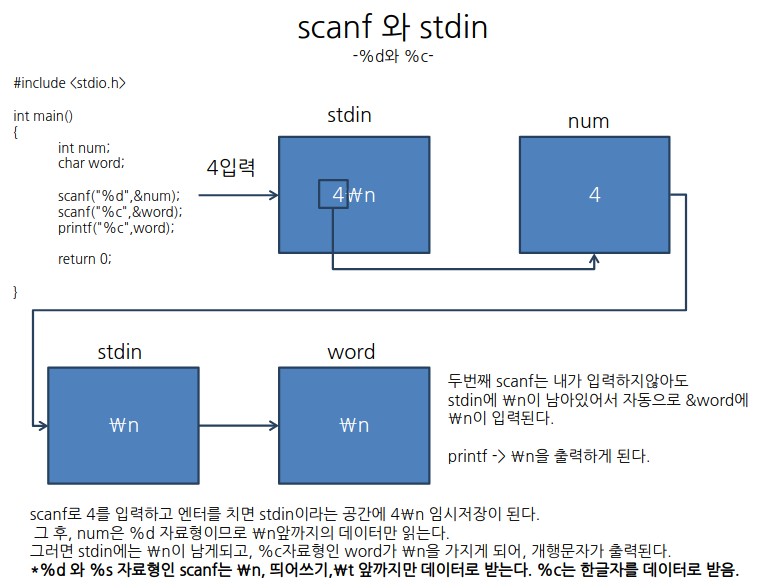 scanf 와 stdin
-%d와 %c-
#include <stdio.h>
int main()
{
int num;
char word;
scanf("%d",&num);
scanf("%c",&word);
printf("%c",word);
return 0;
}
4입력
stdin
4₩n
num
4
stdin
₩n
word
₩n
두번째 scanf는 내가 입력하지않아도
stdin에 ₩n이 남아있어서 자동으로 &word에
₩n이 입력된다.
printf -> ₩n을 출력하게 된다.
scanf로 4를 입력하고 엔터를 치면 stdin이라는 공간에 4₩n 임시저장이 된다.
그 후, num은 %d 자료형이므로 ₩n앞까지의 데이터만 읽는다.
그러면 stdin에는 ₩n이 남게되고, %c자료형인 word가 ₩n을 가지게 되어, 개행문자가 출력된다.
*%d 와 %s 자료형인 scanf는 ₩n, 띄어쓰기,₩t 앞까지만 데이터로 받는다. %c는 한글자를 데이터로 받음.